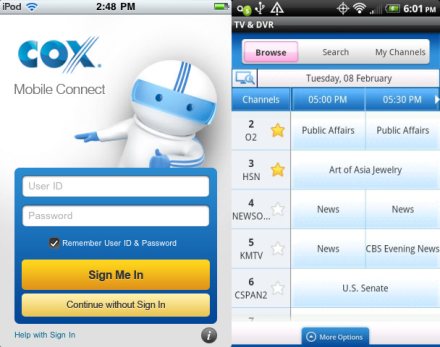 iPod
2:48 PM
COX
Mobile Connect
User ID
Password
Remember User ID & Password
Sign Me In
Continue without Sign In
Help with Sign In
i
6:01 PM
TV & DVR
Browse
Search
My Channels
Tuesday, 08 February
Channels
05:00 PM
05:30 PM
2
O2
Public Affairs
Public Affairs
3
HSN
Art of Asia Jewelry
4
NEWSO...
News
News
5
KMTV
News
CBS Evening News
6
CSPAN2
U.S. Senate
7
More Options